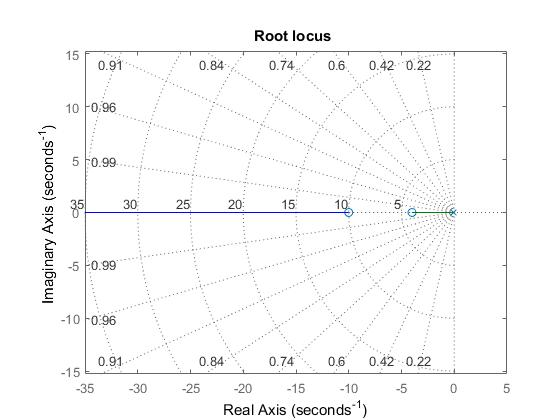 Root locus
15
0.91 0.84 0.74 0.6 0.42 0.22
10
0.96
5
0.99
35 30 25 20 15 10 5
0
-5
0.99
-10
0.96
0.91 0.84 0.74 0.6 0.42 0.22
-15
-35 -30 -25 -20 -15 -10 -5 0 5
Real Axis (seconds-1)
Imaginary Axis (seconds-1)